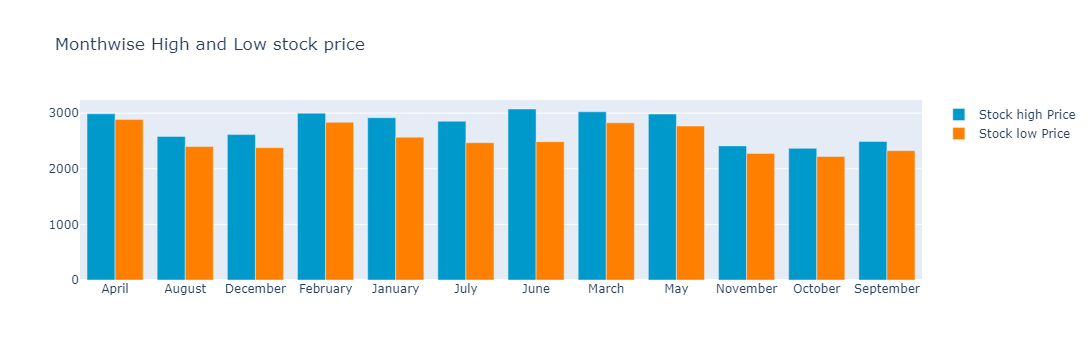 Monthwise High and Low stock price
3000
2000
1000
0
April August December February January July June March May November October September
Stock high Price
Stock low Price